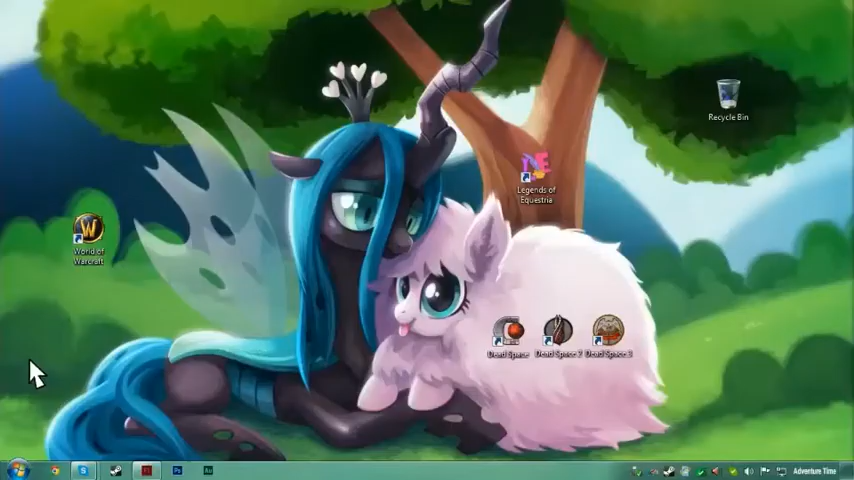 Recycle Bin
Legends of
Equestria
World of
Warcraft
Dead Space
Dead Space 2
Dead Space 3
Adventure Time